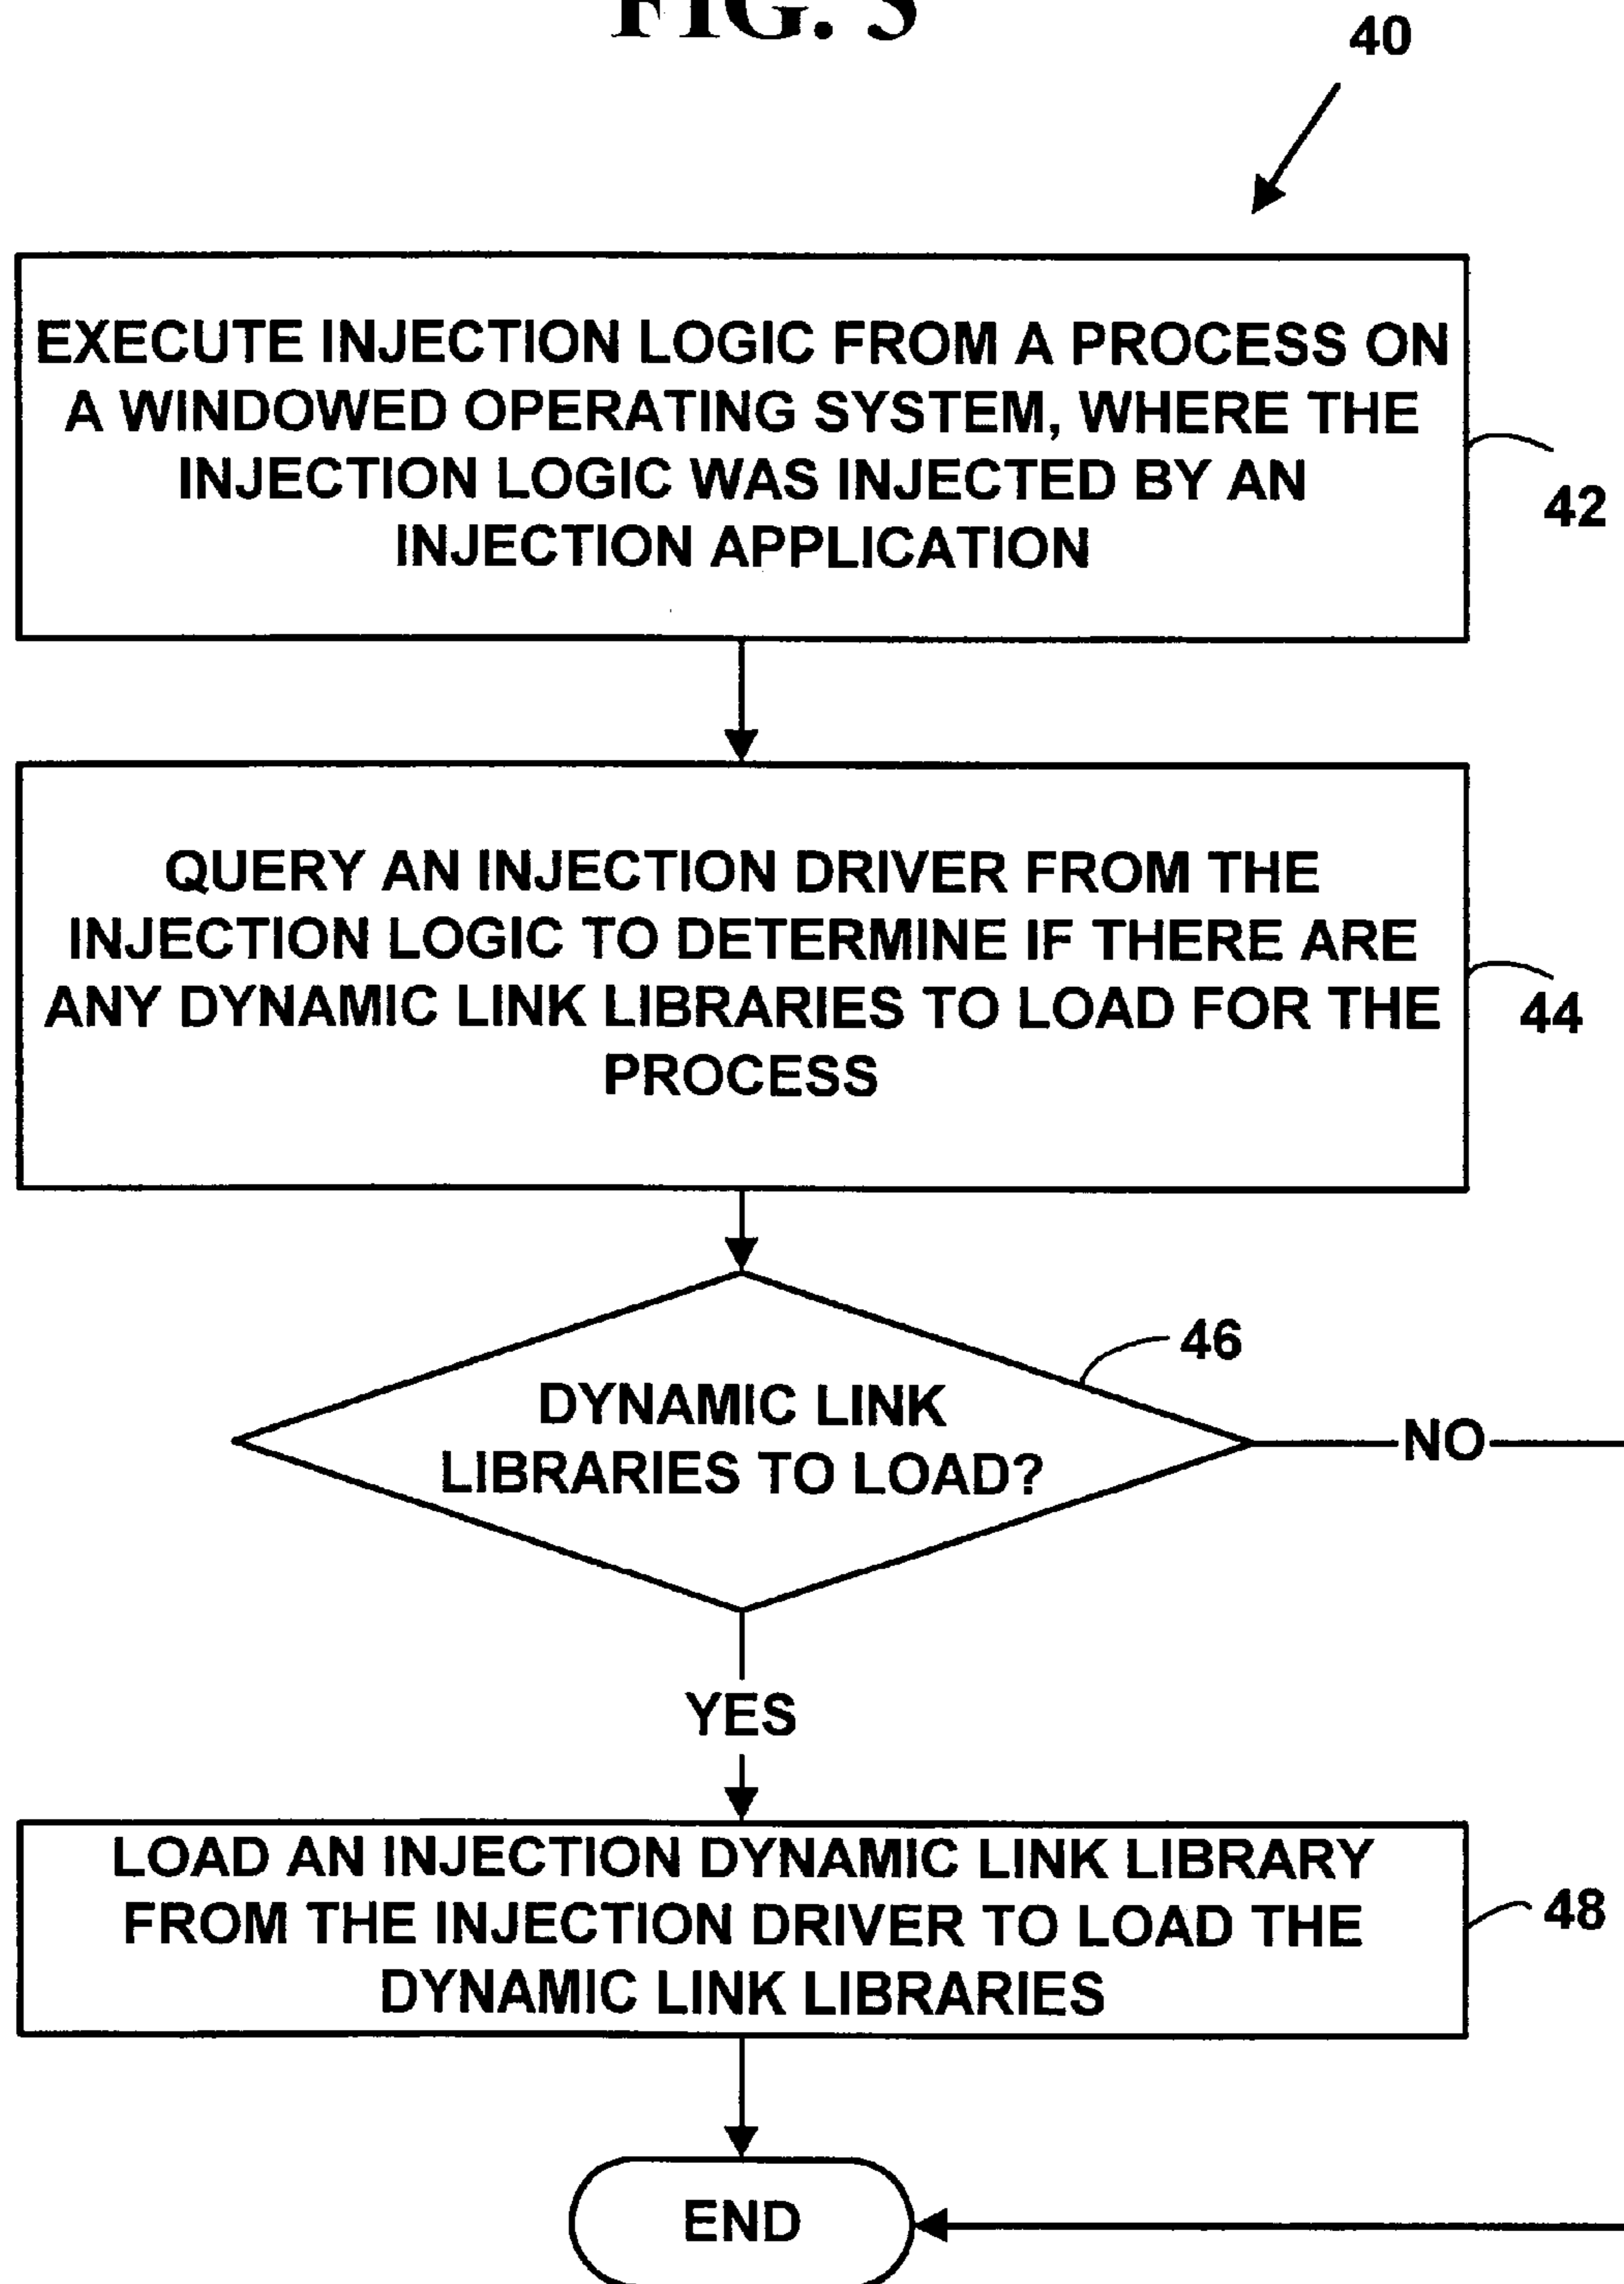 FIG. 3
40
EXECUTE INJECTION LOGIC FROM A PROCESS ON
A WINDOWED OPERATING SYSTEM, WHERE THE
INJECTION LOGIC WAS INJECTED BY AN
INJECTION APPLICATION
42
QUERY AN INJECTION DRIVER FROM THE
INJECTION LOGIC TO DETERMINE IF THERE ARE
ANY DYNAMIC LINK LIBRARIES TO LOAD FOR THE
PROCESS
44
46
DYNAMIC LINK
LIBRARIES TO LOAD?
NO
YES
LOAD AN INJECTION DYNAMIC LINK LIBRARY
FROM THE INJECTION DRIVER TO LOAD THE
DYNAMIC LINK LIBRARIES
48
END